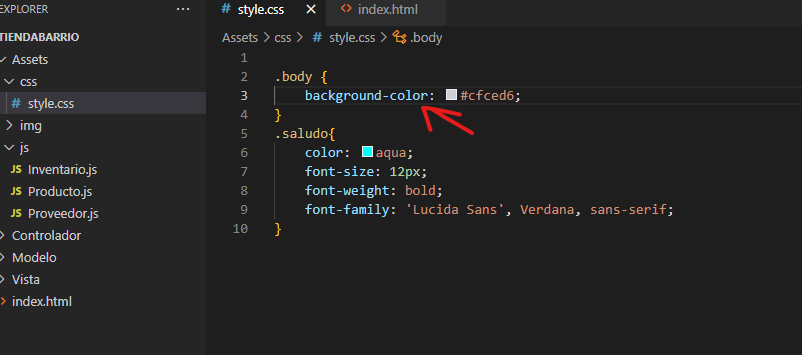 EXPLORER ...
TIENDABARRIO
Assets
css
# style.css
img
js
JS Inventario.js
JS Producto.js
JS Proveedor.js
Controlador
Modelo
Vista
<> index.html
# style.css × <> index.html
Assets > css > # style.css > .body
1
2 .body {
3 background-color: #cfced6;
4 }
5 .saludo{
6 color: aqua;
7 font-size: 12px;
8 font-weight: bold;
9 font-family: 'Lucida Sans', Verdana, sans-serif;
10 }